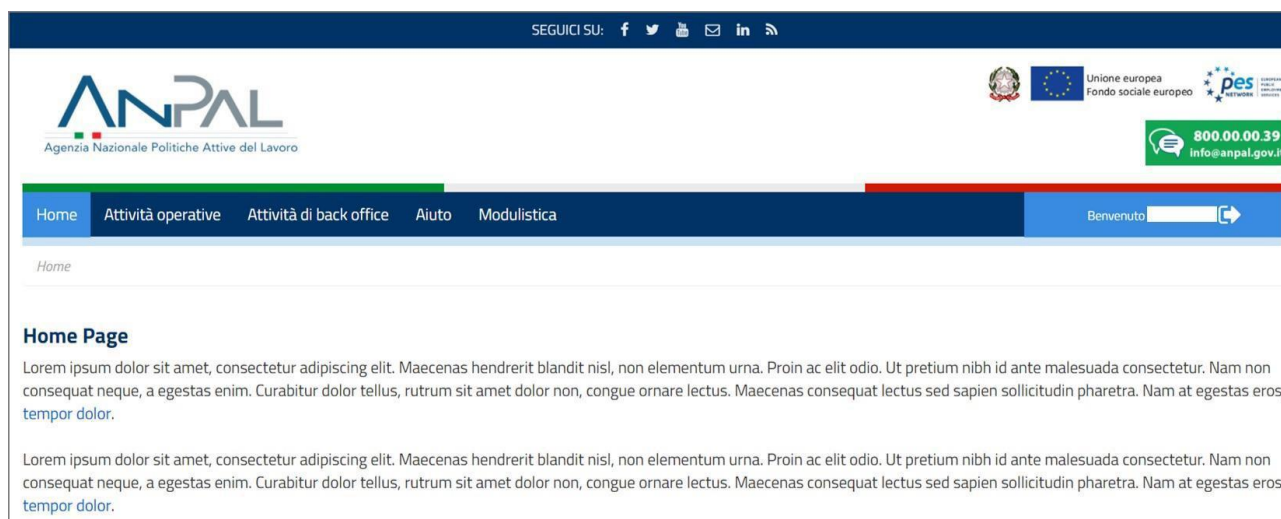 SEGUICI SU:
ANPAL
Agenzia Nazionale Politiche Attive del Lavoro
Unione europea
Fondo sociale europeo
pes
NETWORK
800.00.00.39
info@anpal.gov.it
Home Attività operative Attività di back office Aiuto Modulistica Benvenuto
Home
Home Page
Lorem ipsum dolor sit amet, consectetur adipiscing elit. Maecenas hendrerit blandit nisl, non elementum urna. Proin ac elit odio. Ut pretium nibh id ante malesuada consectetur. Nam non
consequat neque, a egestas enim. Curabitur dolor tellus, rutrum sit amet dolor non, congue ornare lectus. Maecenas consequat lectus sed sapien sollicitudin pharetra. Nam at egestas eros
tempor dolor.
Lorem ipsum dolor sit amet, consectetur adipiscing elit. Maecenas hendrerit blandit nisl, non elementum urna. Proin ac elit odio. Ut pretium nibh id ante malesuada consectetur. Nam non
consequat neque, a egestas enim. Curabitur dolor tellus, rutrum sit amet dolor non, congue ornare lectus. Maecenas consequat lectus sed sapien sollicitudin pharetra. Nam at egestas eros
tempor dolor.